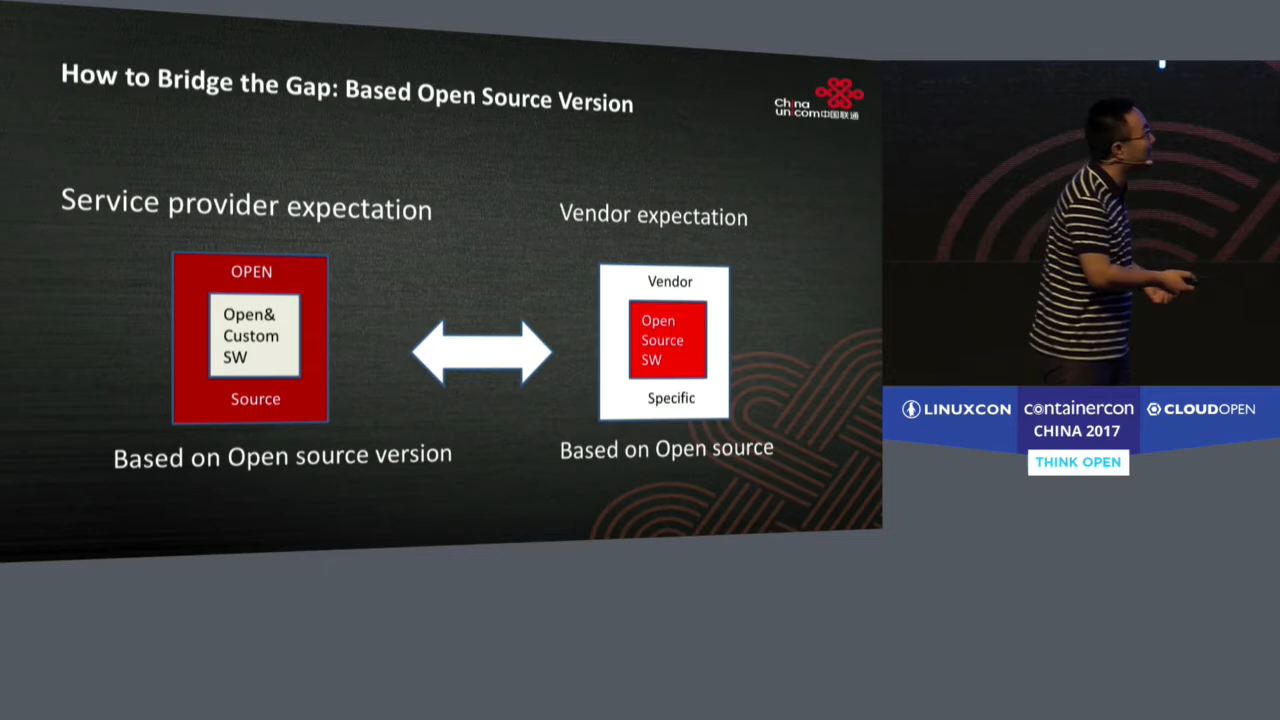 How to Bridge the Gap: Based Open Source Version
China
unicom中国联通
Service provider expectation
Vendor expectation
OPEN
Open&
Custom
SW
Source
Vendor
Open
Source
SW
Specific
Based on Open source version
Based on Open source
LINUXCON
containercon
CLOUDOPEN
CHINA 2017
THINK OPEN